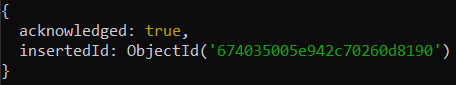 {
  acknowledged: true,
  insertedId: ObjectId('674035005e942c70260d8190')
}